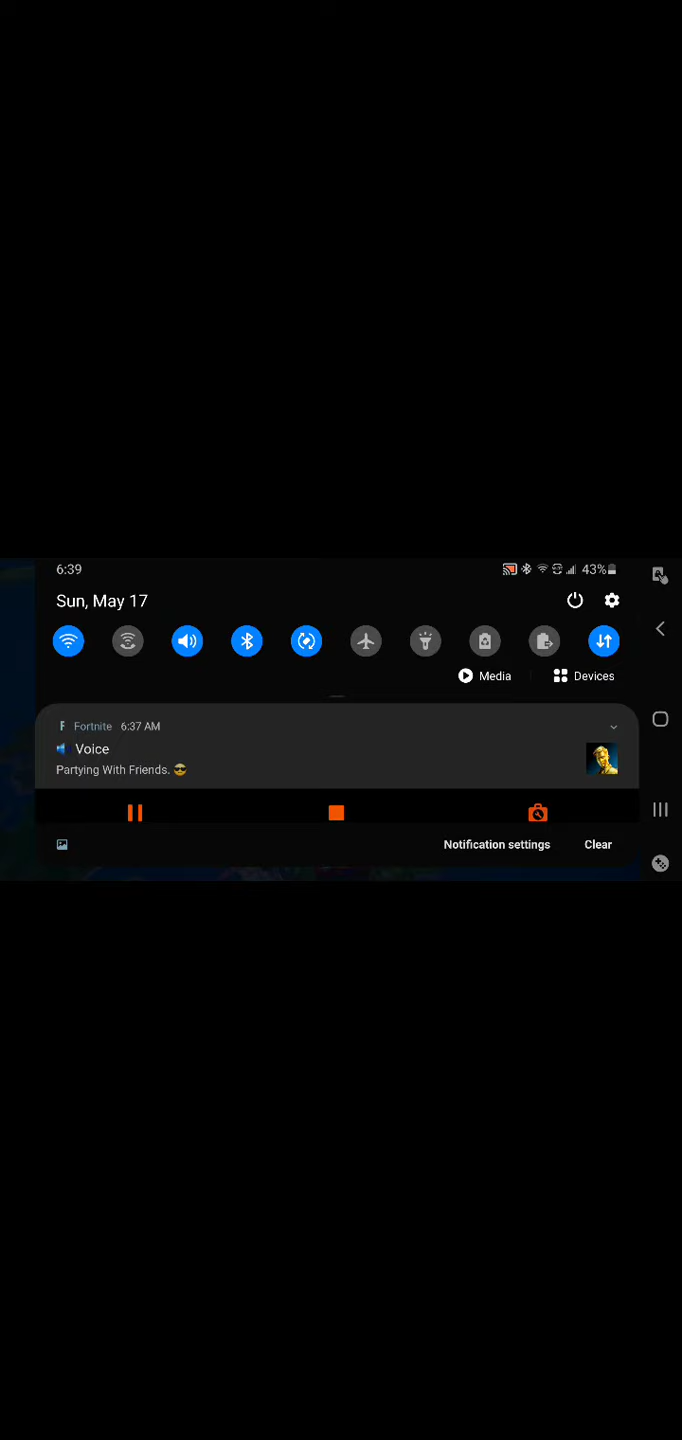 6:39
43%
Sun, May 17
Media
Devices
F Fortnite 6:37 AM
Voice
Partying With Friends. 😎
Notification settings
Clear